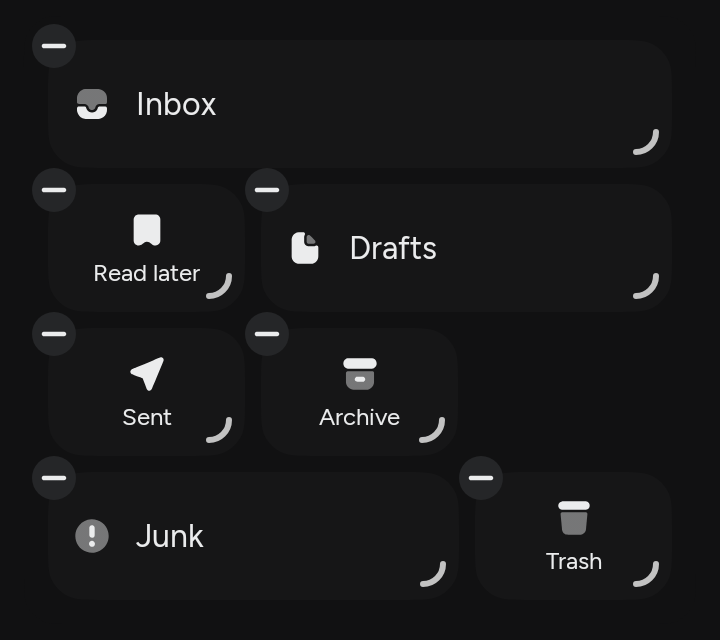 Inbox
Read later
Drafts
Sent
Archive
Junk
Trash